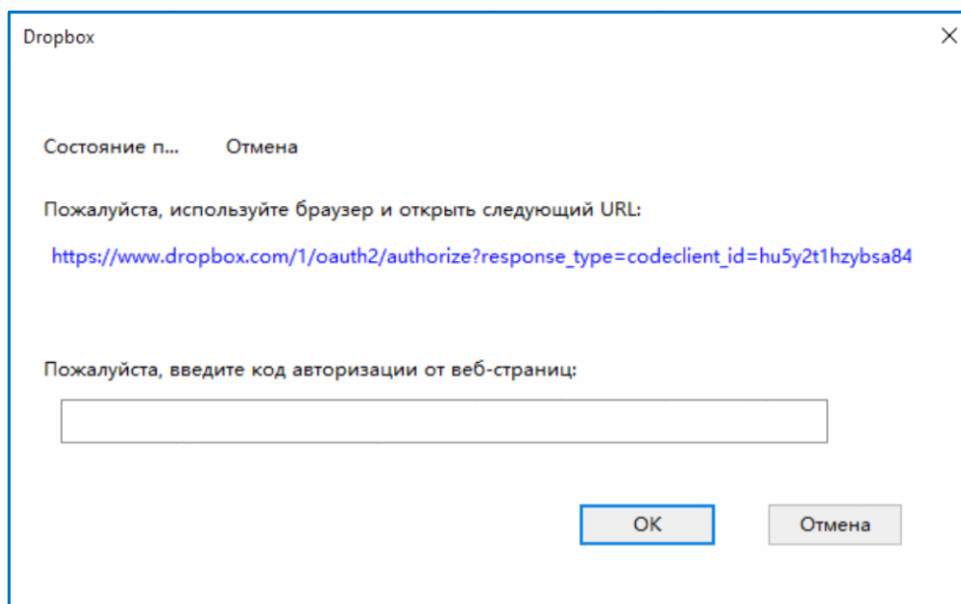 Dropbox
Состояние п... Отмена
Пожалуйста, используйте браузер и открыть следующий URL:
https://www.dropbox.com/1/oauth2/authorize?response_type=codeclient_id=hu5y2t1hzybsa84
Пожалуйста, введите код авторизации от веб-страниц:
OK Отмена